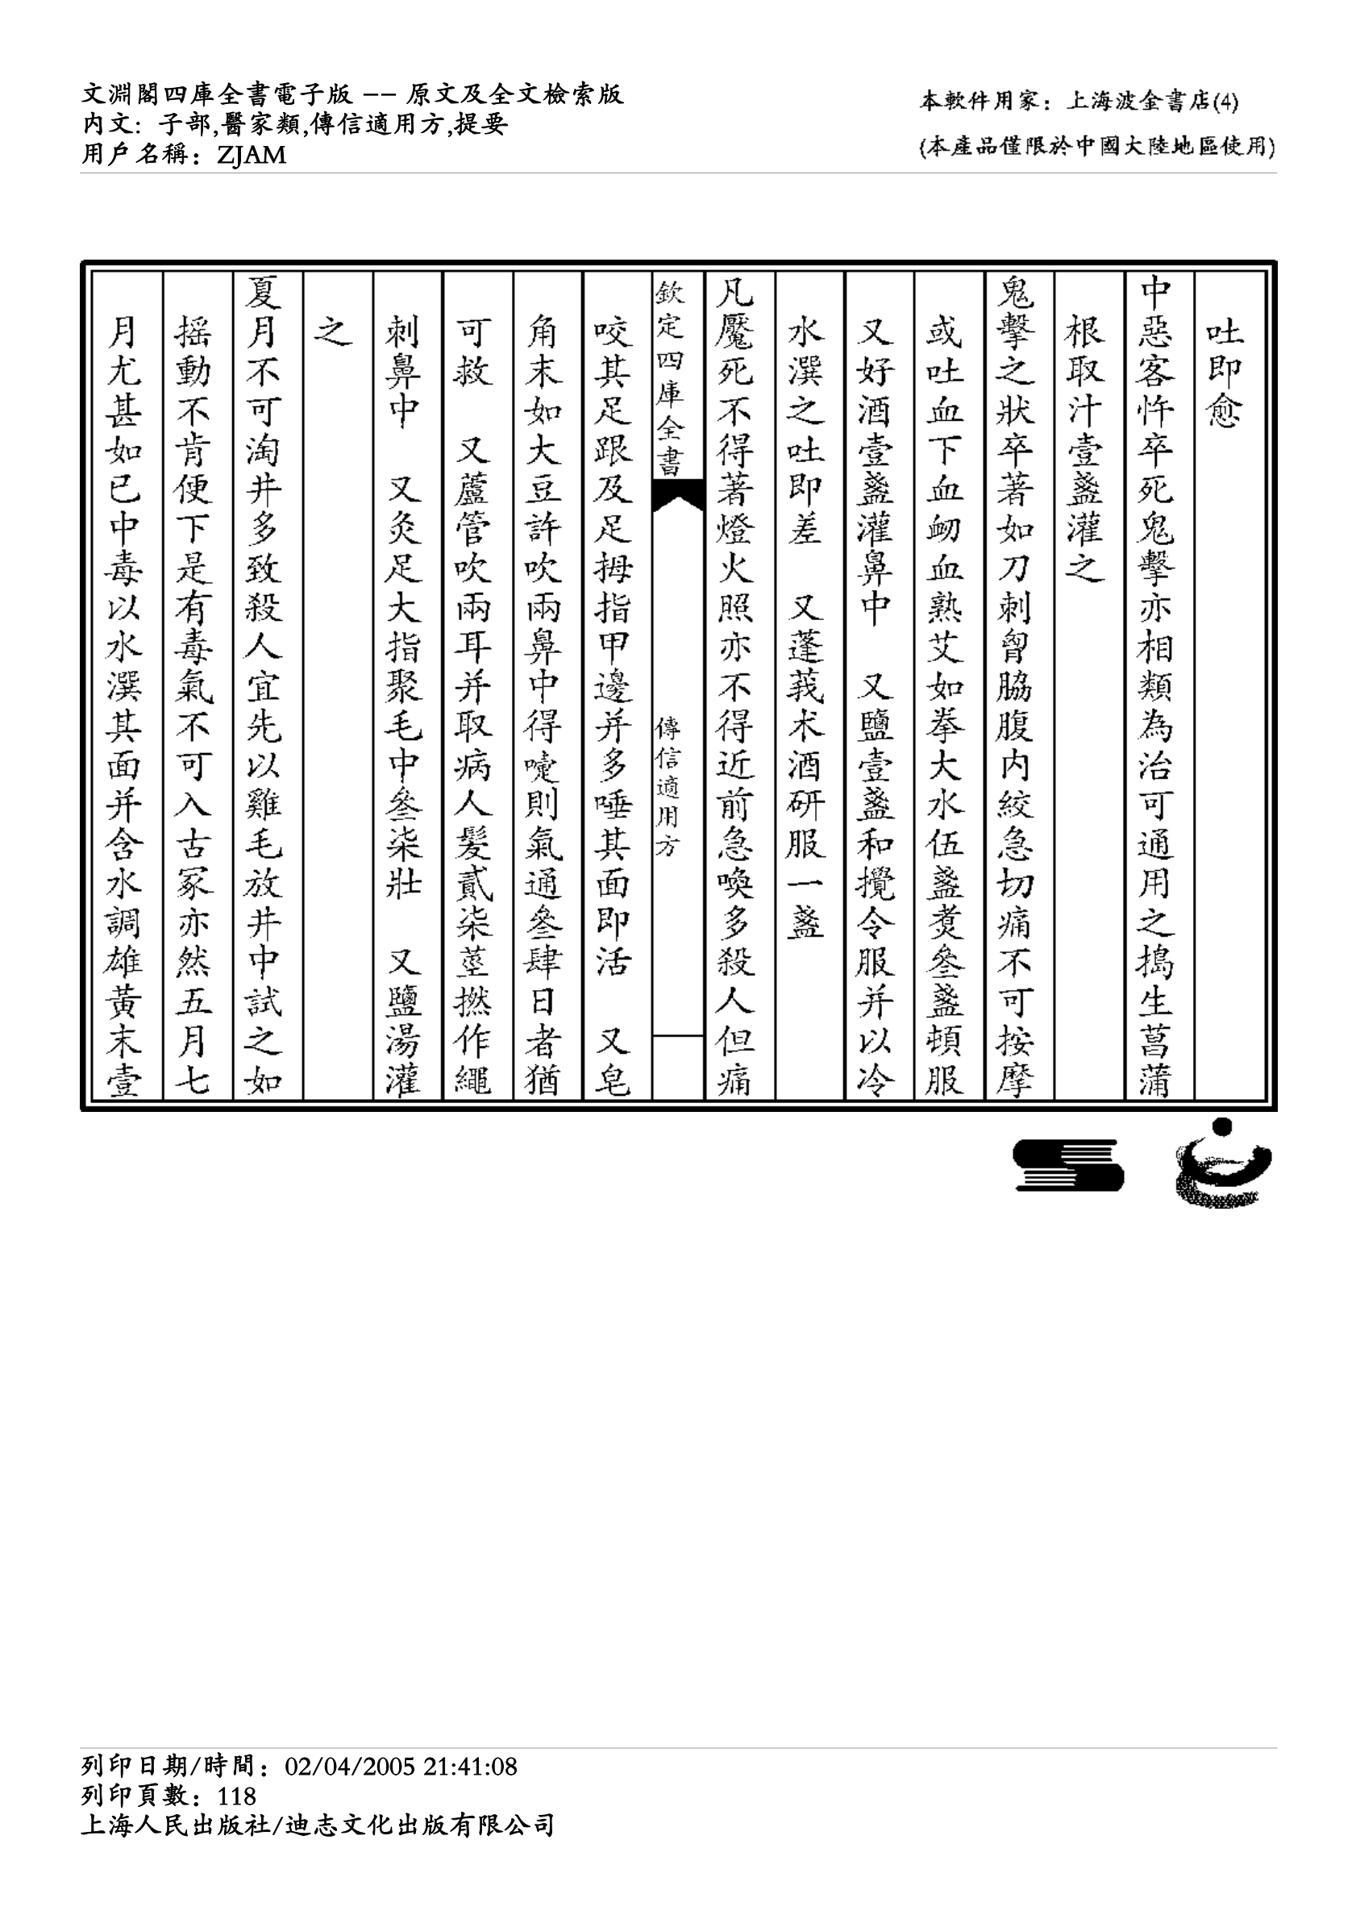 文淵閣四庫全書電子版 -- 原文及全文檢索版
内文: 子部,醫家類,傳信適用方,提要
用戶名稱: ZJAM
本軟件用家: 上海波金書店(4)
(本產品僅限於中國大陸地區使用)
吐即愈
中惡客忤卒死鬼擊亦相類為治可通用之搗生菖蒲
根取汁壹盞灌之
鬼擊之狀卒著如刀刺胷脇腹内絞急切痛不可按摩
或吐血下血衂血熟艾如拳大水伍盞煑叄盞頓服
又好酒壹盞灌鼻中 又鹽壹盞和攪令服并以冷
水潠之吐即差 又蓬莪术酒研服一盞
凡魘死不得著燈火照亦不得近前急喚多殺人但痛
欽定四庫全書
傳信適用方
咬其足跟及足拇指甲邊并多唾其面即活 又皂
角末如大豆許吹兩鼻中得嚏則氣通叄肆日者猶
可救 又蘆管吹兩耳并取病人髮貳柒莖撚作繩
刺鼻中 又灸足大指聚毛中叄柒壯 又鹽湯灌
之
夏月不可淘井多致殺人宜先以雞毛放井中試之如
摇動不肯便下是有毒氣不可入古冢亦然五月七
月尤甚如已中毒以水潠其面并含水調雄黃末壹
列印日期/時間: 02/04/2005 21:41:08
列印頁數: 118
上海人民出版社/迪志文化出版有限公司